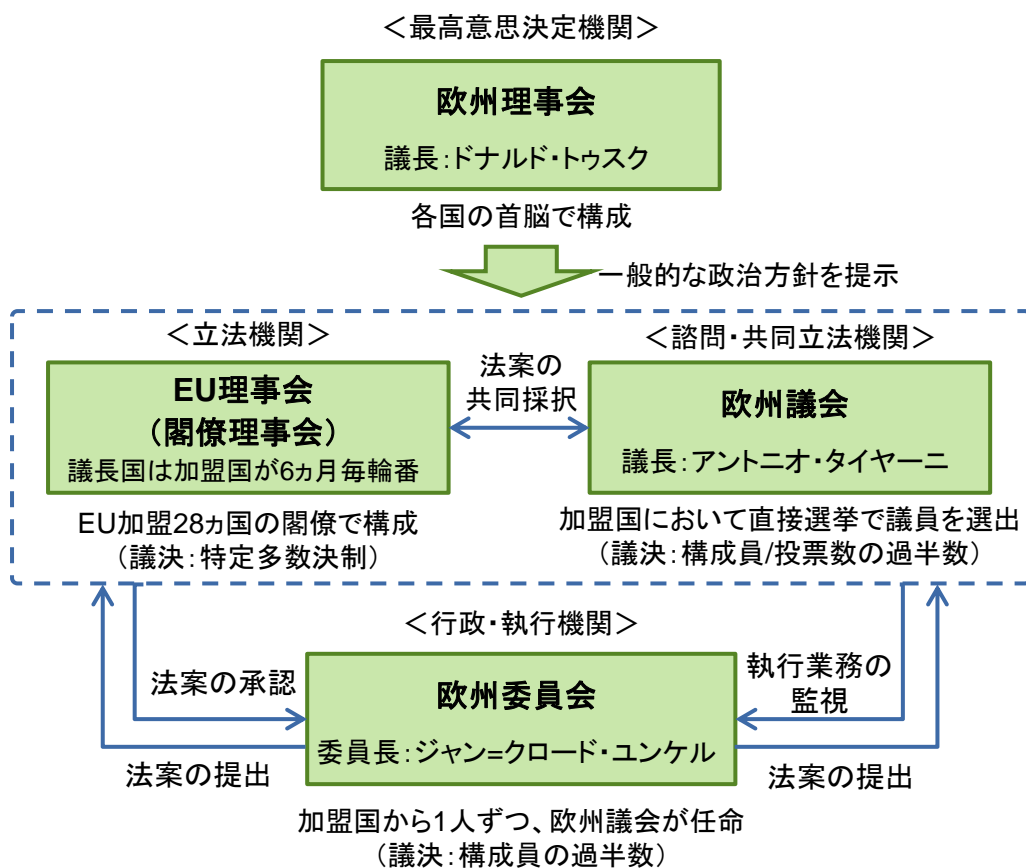 ＜最高意思決定機関＞
欧州理事会
議長：ドナルド・トゥスク
各国の首脳で構成
一般的な政治方針を提示
＜立法機関＞
EU理事会
（閣僚理事会）
議長国は加盟国が6ヵ月毎輪番
EU加盟28ヵ国の閣僚で構成
（議決：特定多数決制）
法案の
共同採択
＜諮問・共同立法機関＞
欧州議会
議長：アントニオ・タイヤーニ
加盟国において直接選挙で議員を選出
（議決：構成員/投票数の過半数）
＜行政・執行機関＞
法案の承認
法案の提出
欧州委員会
委員長：ジャン=クロード・ユンケル
執行業務の
監視
法案の提出
加盟国から1人ずつ、欧州議会が任命
（議決：構成員の過半数）